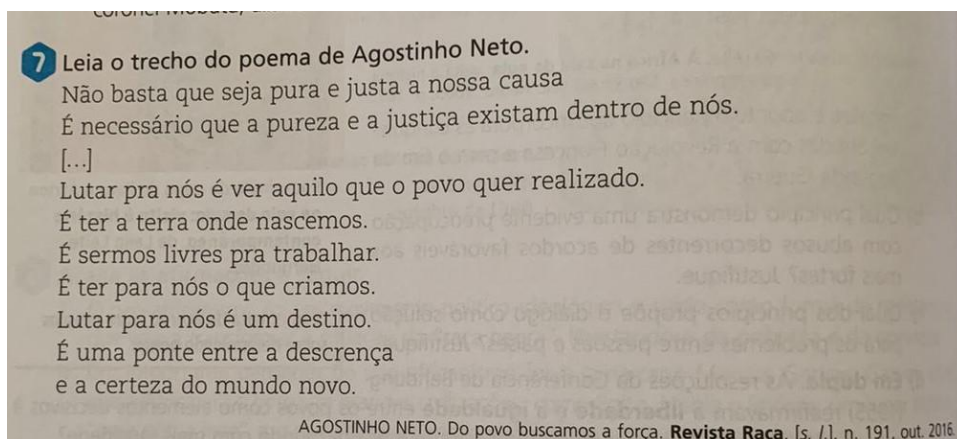 7 Leia o trecho do poema de Agostinho Neto.
Não basta que seja pura e justa a nossa causa
É necessário que a pureza e a justiça existam dentro de nós.
[...]
Lutar pra nós é ver aquilo que o povo quer realizado.
É ter a terra onde nascemos.
É sermos livres pra trabalhar.
É ter para nós o que criamos.
Lutar para nós é um destino.
É uma ponte entre a descrença
e a certeza do mundo novo.
AGOSTINHO NETO. Do povo buscamos a força. Revista Raça. [s. l.], n. 191, out. 2016.